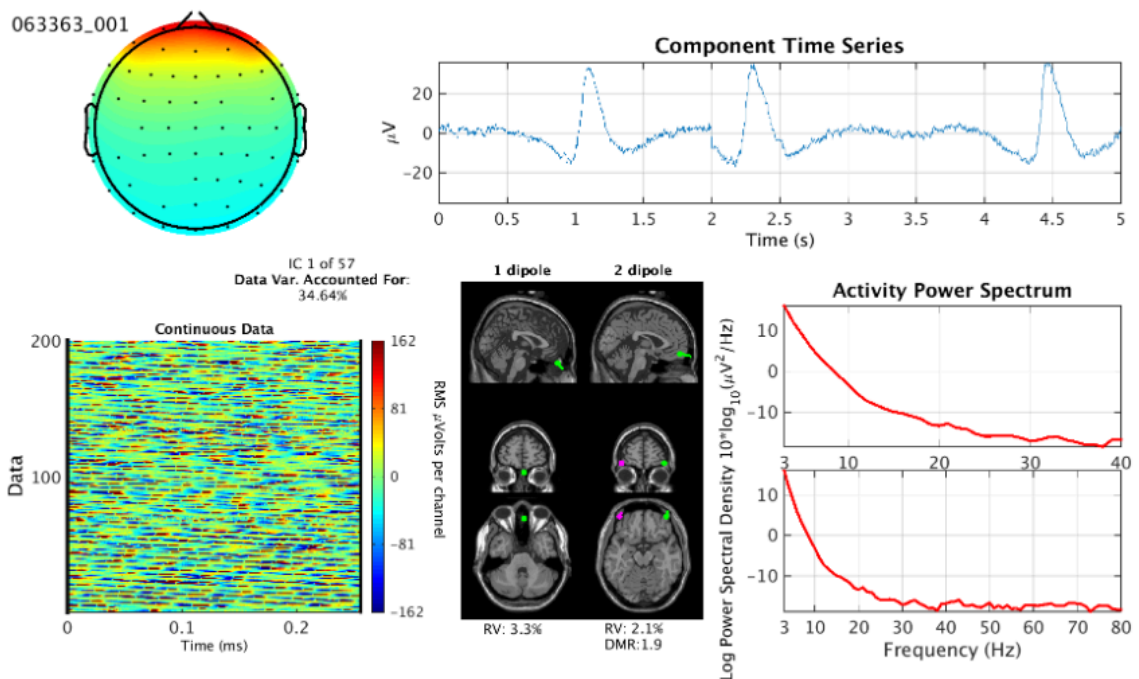 063363_001
Component Time Series
20
0
-20
µV
0
0.5
1
1.5
2
2.5
3
3.5
4
4.5
5
Time (s)
IC 1 of 57
Data Var. Accounted For:
34.64%
Continuous Data
200
100
0
Data
0
0.1
0.2
Time (ms)
162
81
0
-81
-162
RMS µVolts per channel
1 dipole
2 dipole
RV: 3.3%
RV: 2.1%
DMR:1.9
Activity Power Spectrum
10
0
-10
3
10
20
30
40
10
0
-10
3
10
20
30
40
50
60
70
80
Frequency (Hz)
Log Power Spectral Density 10*log10(µV2/Hz)